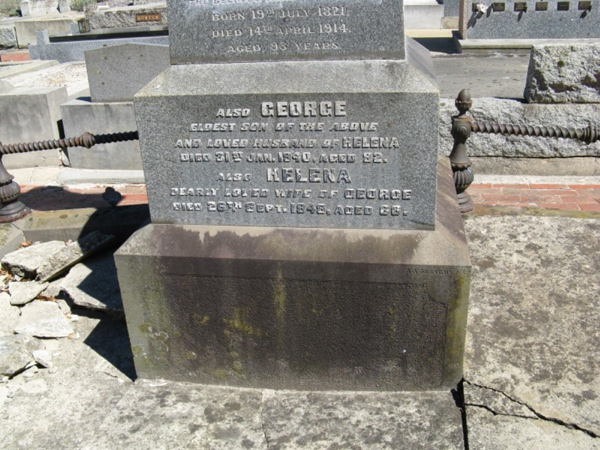 BORN 19TH JULY 1821.
DIED 14TH APRIL 1914.
AGED 93 YEARS.
ALSO GEORGE
ELDEST SON OF THE ABOVE
AND LOVED HUSBAND OF HELENA
DIED 31ST JAN. 1940, AGED 82.
ALSO HELENA
DEARLY LOVED WIFE OF GEORGE
DIED 26TH SEPT. 1945, AGED 88.